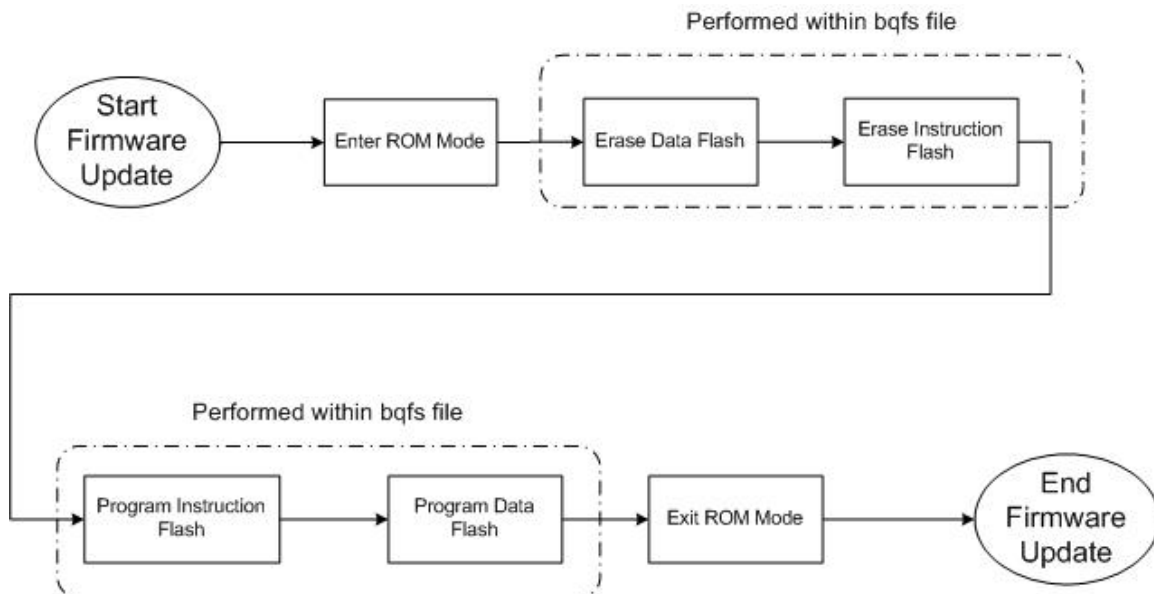 Performed within bqfs file
Start
Firmware
Update
Enter ROM Mode
Erase Data Flash
Erase Instruction
Flash
Performed within bqfs file
Program Instruction
Flash
Program Data
Flash
Exit ROM Mode
End
Firmware
Update